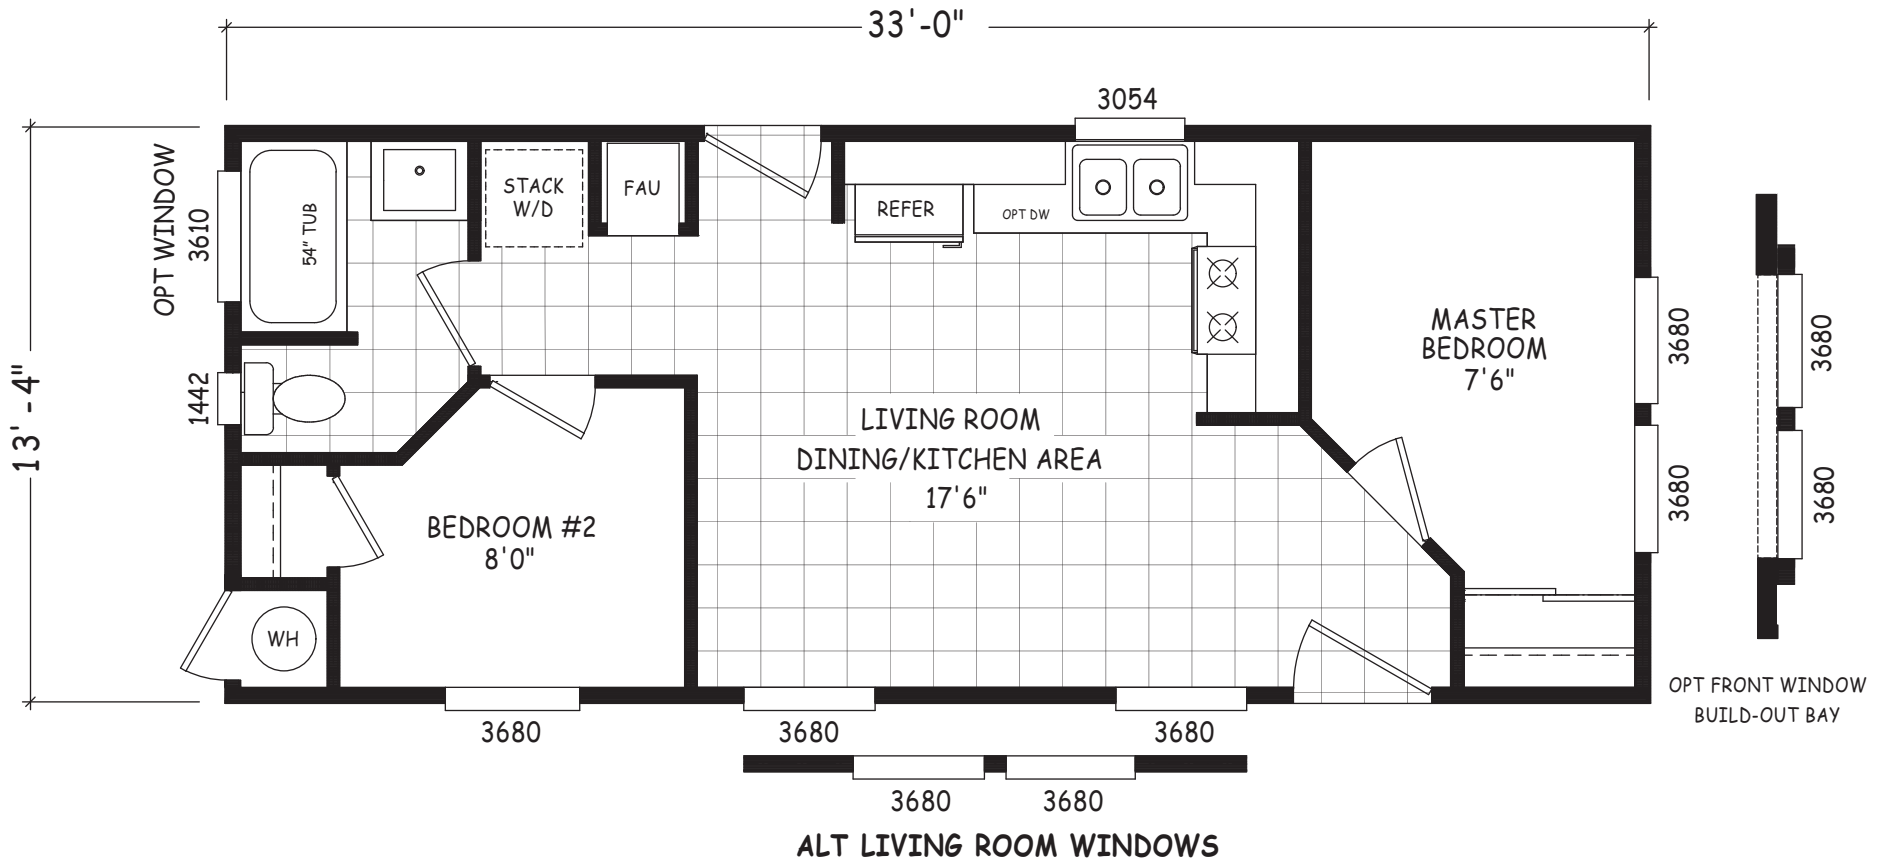 33'-0"
3054
13'-4"
OPT WINDOW
3610
54" TUB
STACK
W/D
FAU
REFER
OPT DW
1442
MASTER
BEDROOM
7'6"
3680
3680
3680
3680
LIVING ROOM
DINING/KITCHEN AREA
17'6"
BEDROOM #2
8'0"
WH
OPT FRONT WINDOW
BUILD-OUT BAY
3680
3680
3680
3680
3680
ALT LIVING ROOM WINDOWS